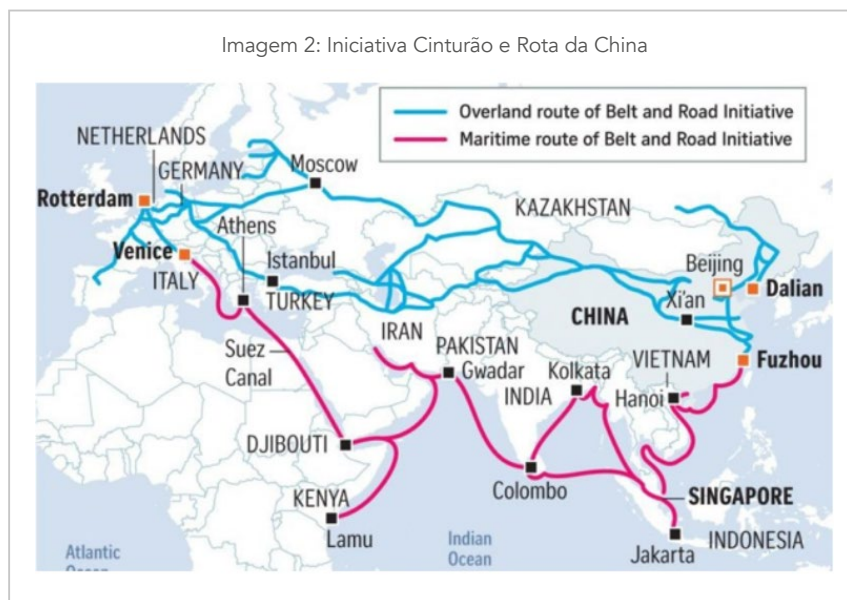 Imagem 2: Iniciativa Cinturão e Rota da China
Overland route of Belt and Road Initiative
Maritime route of Belt and Road Initiative
NETHERLANDS
GERMANY
Moscow
Rotterdam
KAZAKHSTAN
Athens
Venice
Istanbul
Beijing
ITALY
TURKEY
Xi'an
Dalian
CHINA
IRAN
Suez
Canal
PAKISTAN
Gwadar
Kolkata
VIETNAM
Fuzhou
INDIA
Hanoi
DJIBOUTI
Colombo
SINGAPORE
KENYA
Lamu
Indian
Ocean
Jakarta
INDONESIA
Atlantic